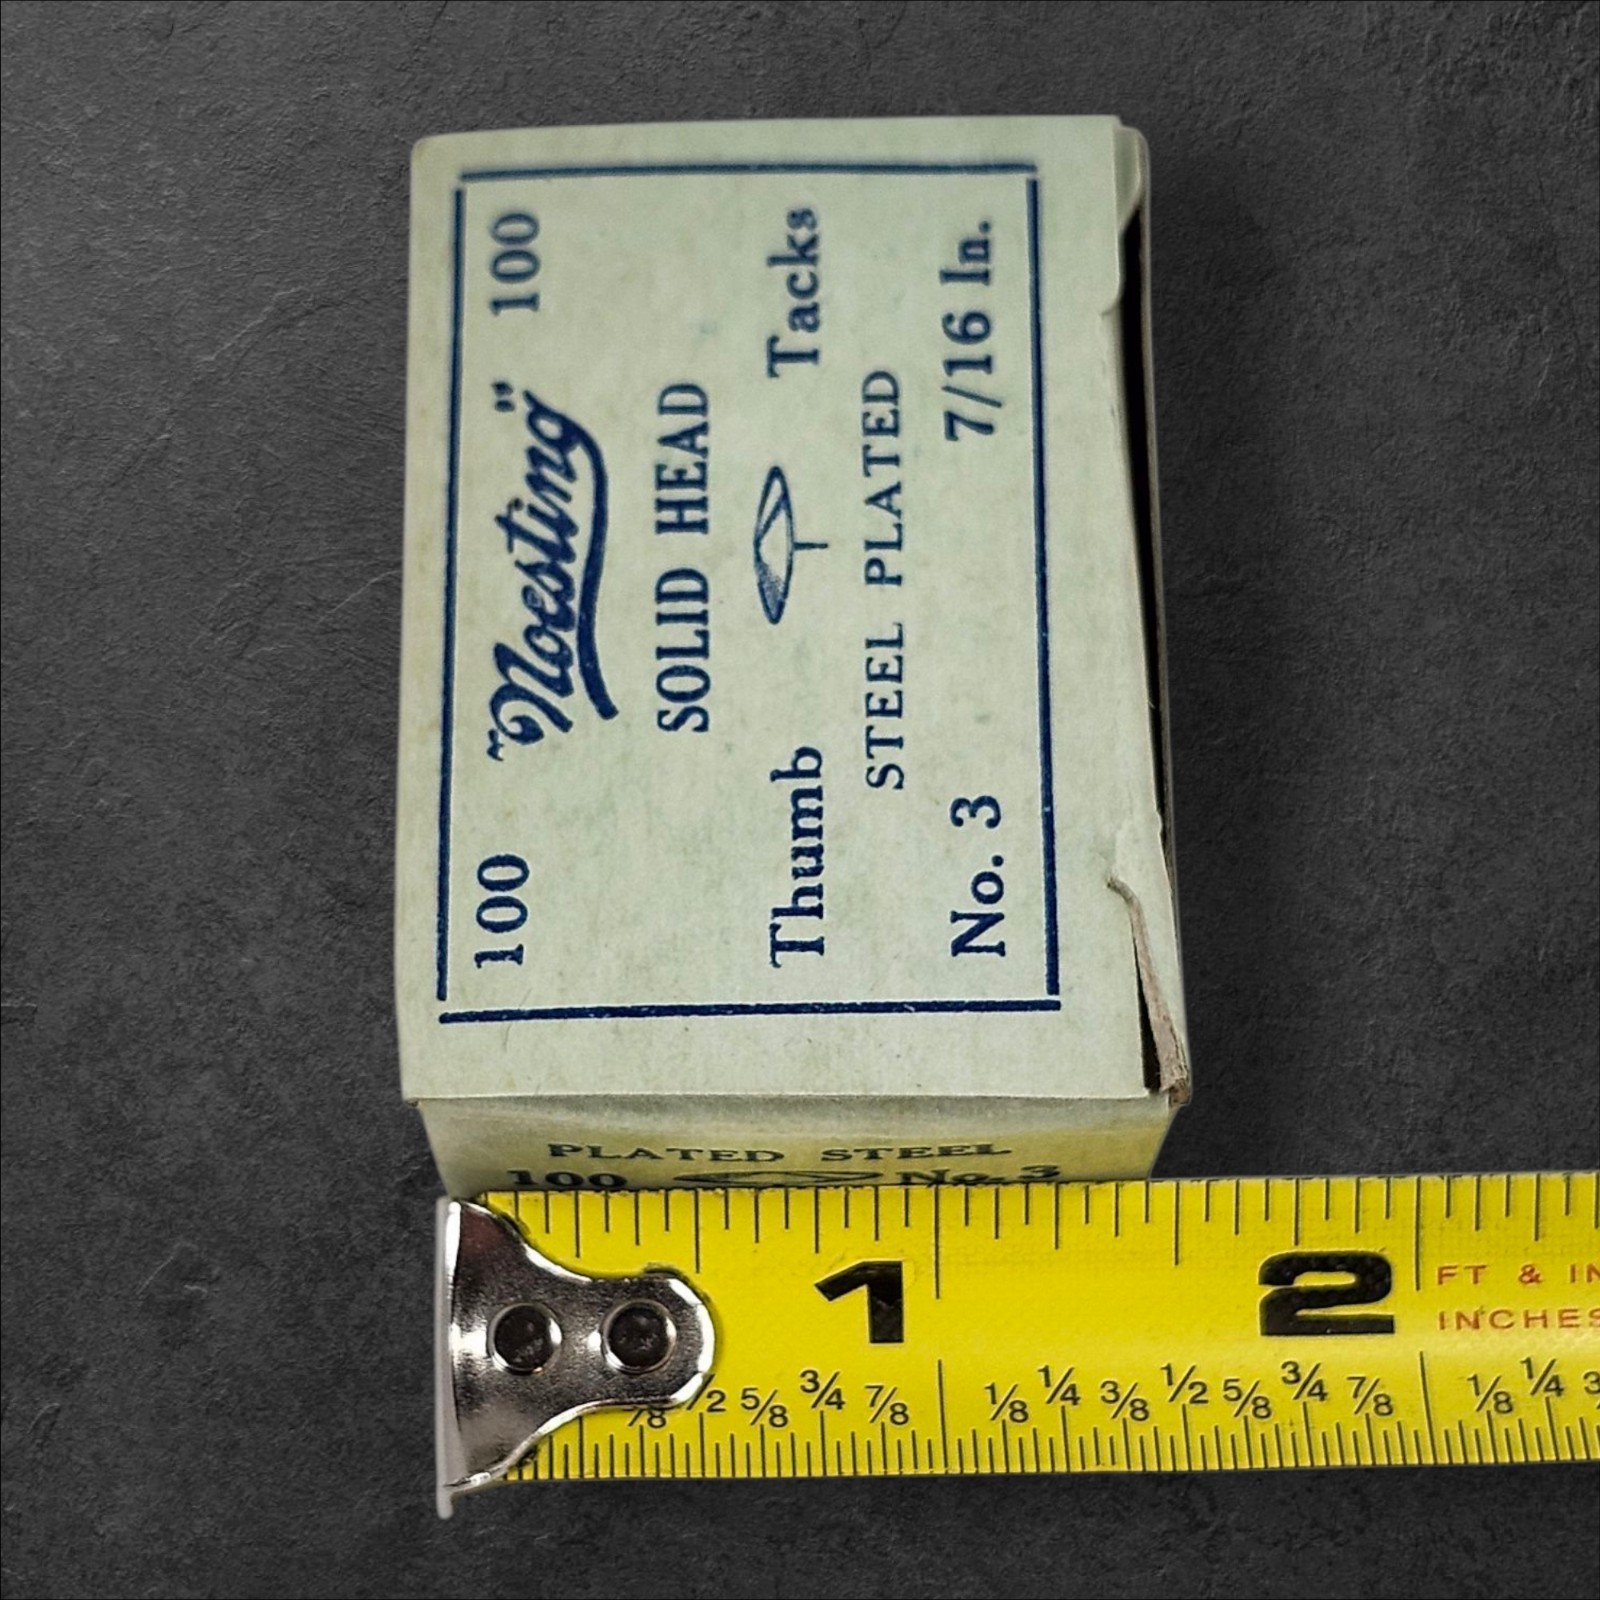 100 "Noesting" 100
SOLID HEAD
Thumb Tacks
STEEL PLATED
No. 3 7/16 In.
PLATED STEEL
100 No. 3
1 2
FT & IN
INCHES
1/2 5/8 3/4 7/8 1/8 1/4 3/8 1/2 5/8 3/4 7/8 1/8 1/4